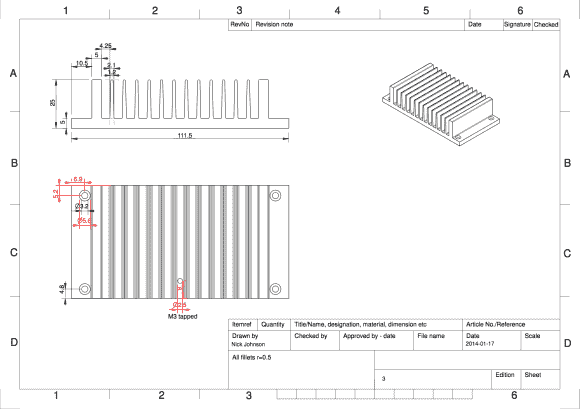 1 2 3 4 5 6
RevNo Revision note Date Signature Checked
A A
4.25
5
10.5
2.1
1.2
25
5
111.5
B B
6.9
5.2
Ø3.2
Ø5.6
C C
4.8
Ø2.5
M3 tapped
Itemref Quantity Title/Name, designation, material, dimension etc Article No./Reference
Drawn by Checked by Approved by - date File name Date Scale
Nick Johnson 2014-01-17
D D
All fillets r=0.5
3 Edition Sheet
1 2 3 6